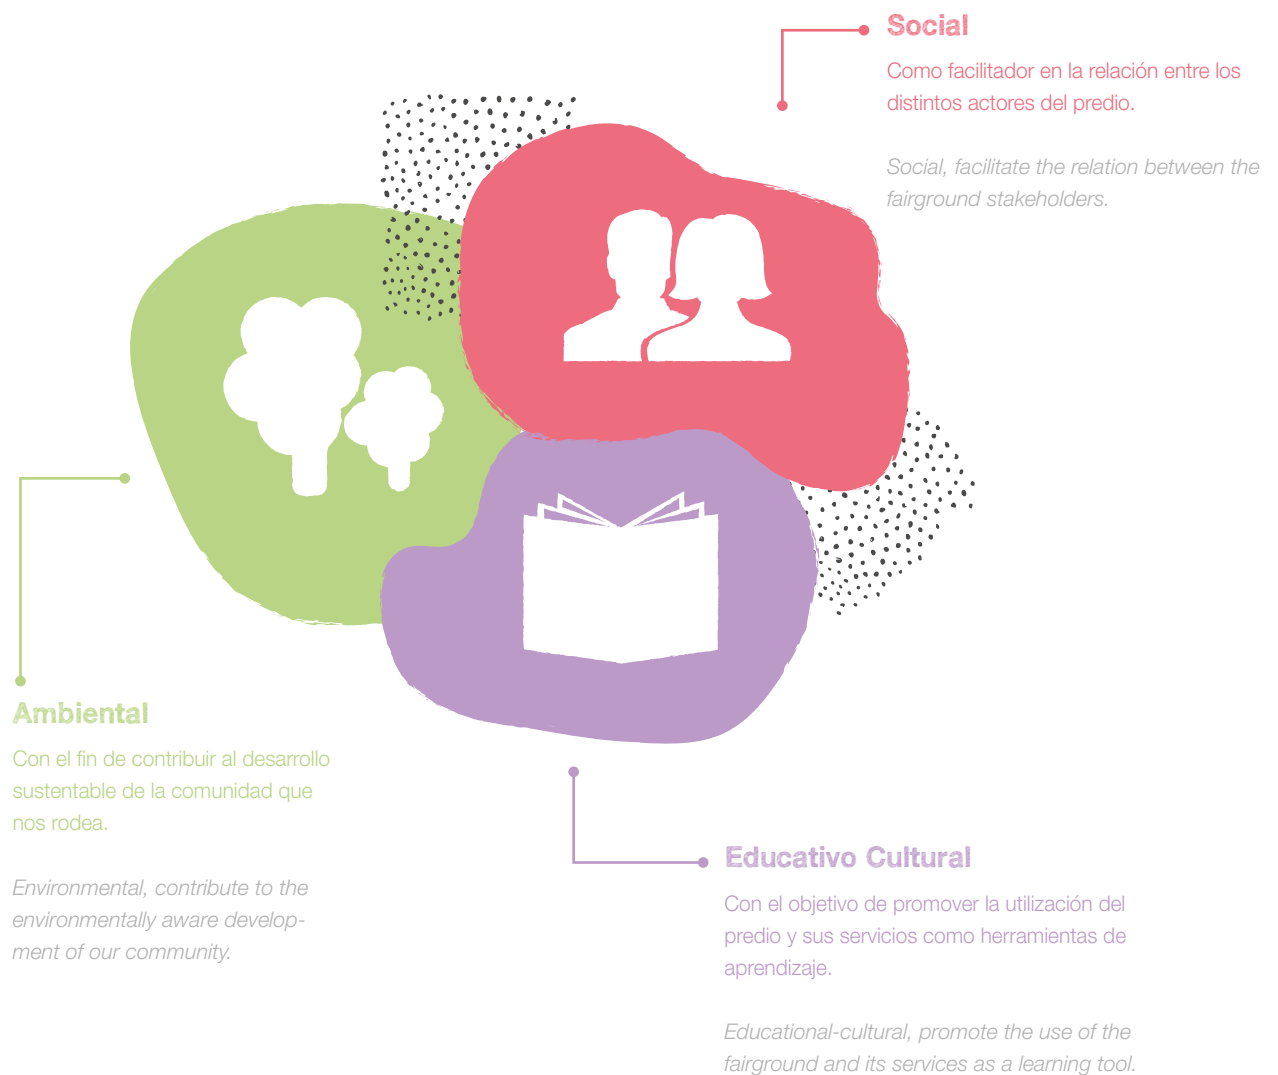 Social
Como facilitador en la relación entre los
distintos actores del predio.
Social, facilitate the relation between the
fairground stakeholders.
Ambiental
Con el fin de contribuir al desarrollo
sustentable de la comunidad que
nos rodea.
Environmental, contribute to the
environmentally aware develop-
ment of our community.
Educativo Cultural
Con el objetivo de promover la utilización del
predio y sus servicios como herramientas de
aprendizaje.
Educational-cultural, promote the use of the
fairground and its services as a learning tool.